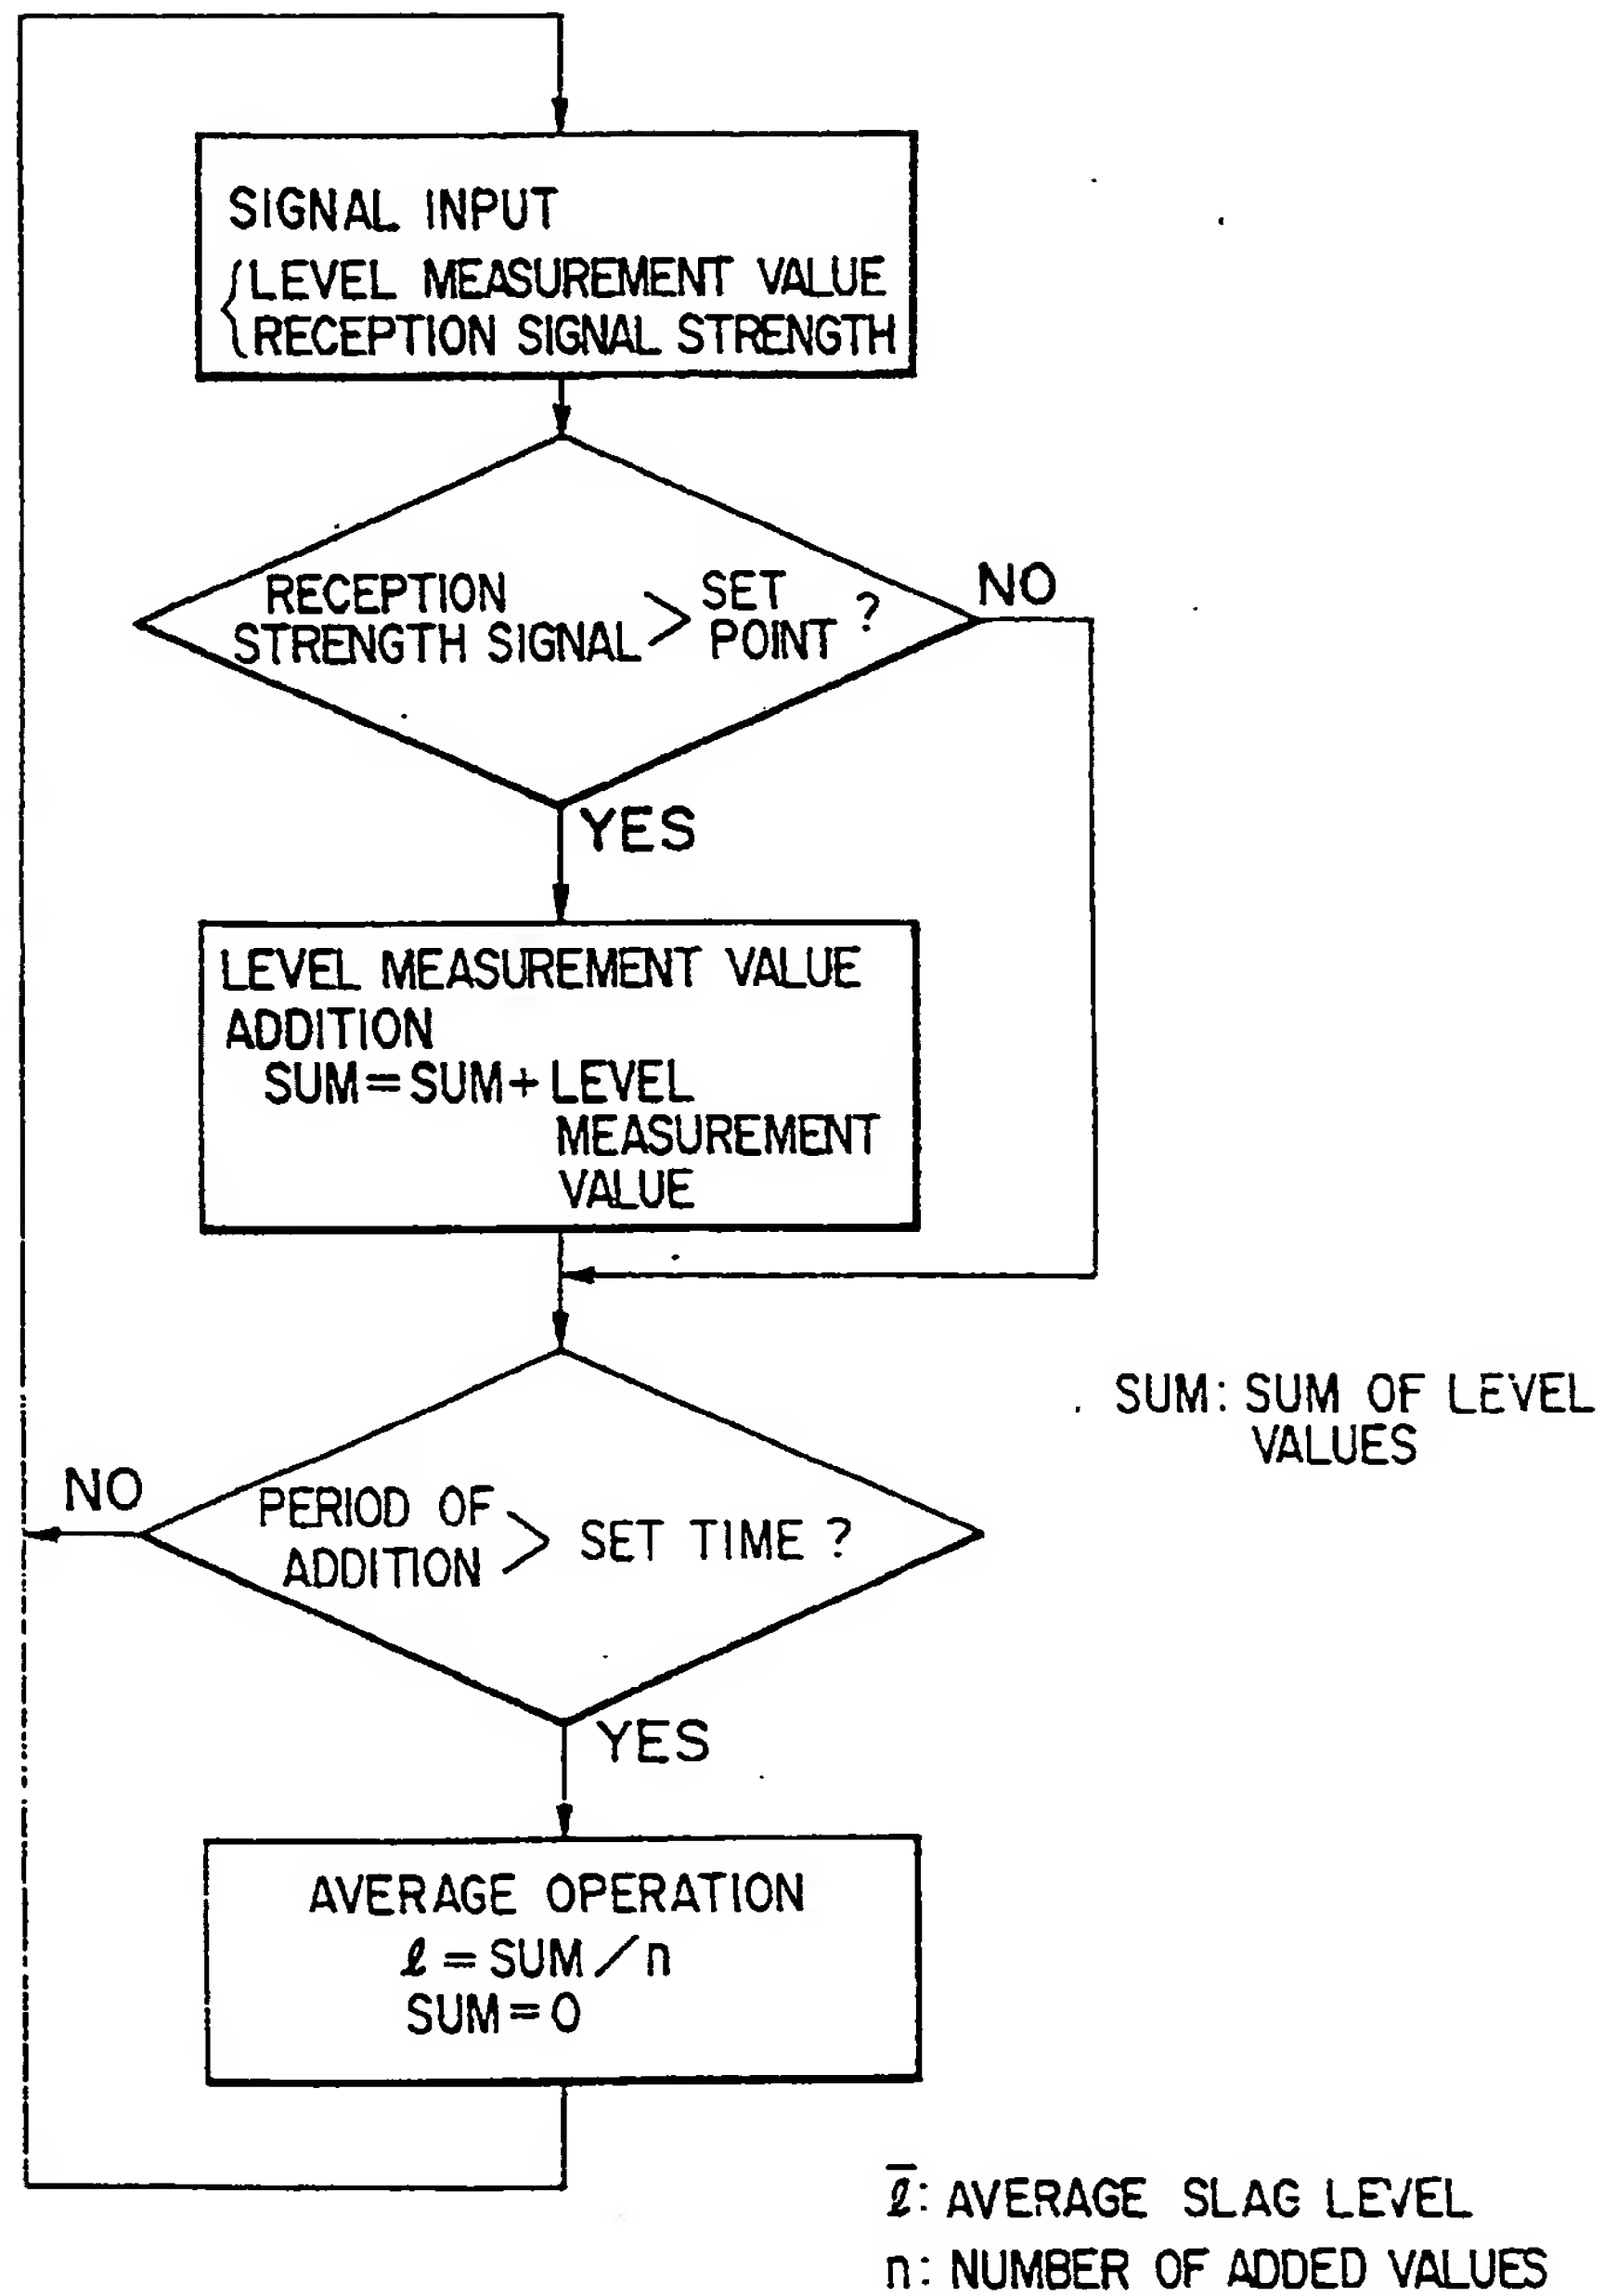 SIGNAL INPUT
LEVEL MEASUREMENT VALUE
RECEPTION SIGNAL STRENGTH
RECEPTION
STRENGTH SIGNAL > SET
POINT ?
NO
YES
LEVEL MEASUREMENT VALUE
ADDITION
SUM = SUM + LEVEL
MEASUREMENT
VALUE
SUM: SUM OF LEVEL
VALUES
NO
PERIOD OF
ADDITION > SET TIME ?
YES
AVERAGE OPERATION
ℓ = SUM / n
SUM = 0
ℓ̄: AVERAGE SLAG LEVEL
n: NUMBER OF ADDED VALUES